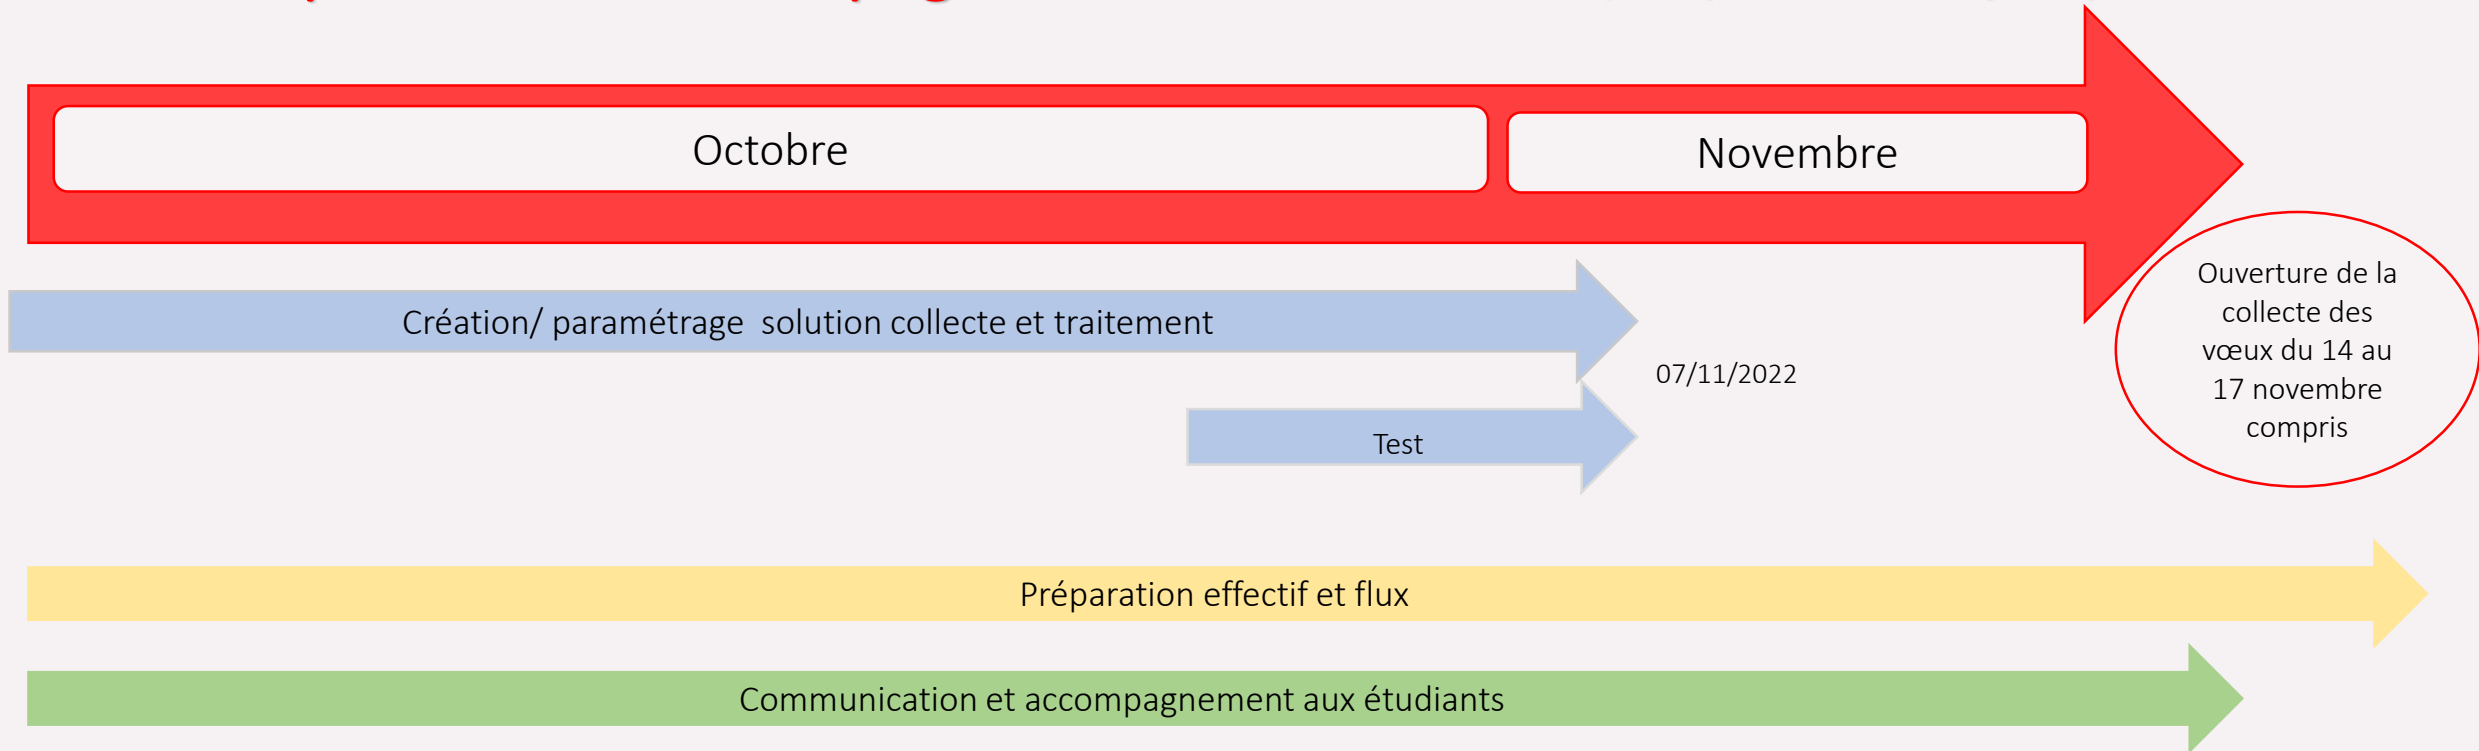 Octobre
Novembre
Création/ paramétrage  solution collecte et traitement
07/11/2022
Test
Ouverture de la
collecte des
vœux du 14 au
17 novembre
compris
Préparation effectif et flux
Communication et accompagnement aux étudiants